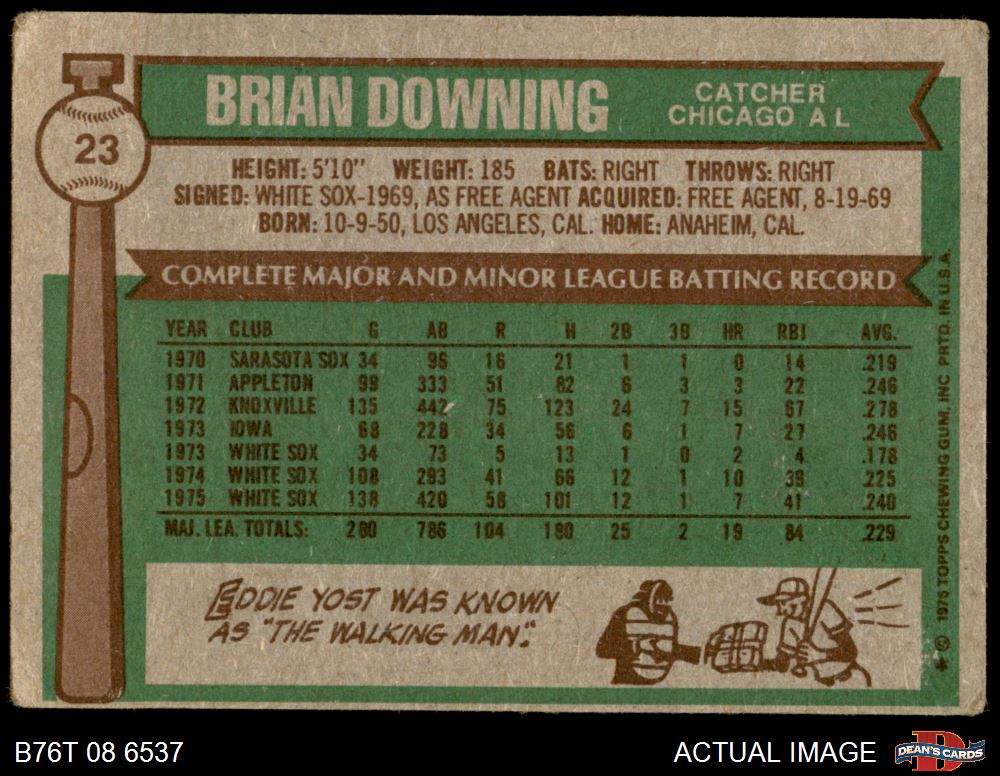 23
BRIAN DOWNING
CATCHER
CHICAGO A L
HEIGHT: 5'10" WEIGHT: 185 BATS: RIGHT THROWS: RIGHT
SIGNED: WHITE SOX-1969, AS FREE AGENT ACQUIRED: FREE AGENT, 8-19-69
BORN: 10-9-50, LOS ANGELES, CAL. HOME: ANAHEIM, CAL.
COMPLETE MAJOR AND MINOR LEAGUE BATTING RECORD
YEAR CLUB G AB R H 2B 3B HR RBI AVG.
1970 SARASOTA SOX 34 96 16 21 1 1 0 14 .219
1971 APPLETON 99 333 51 82 6 3 3 22 .246
1972 KNOXVILLE 135 442 75 123 24 7 15 67 .278
1973 IOWA 68 228 34 56 6 1 7 27 .246
1973 WHITE SOX 34 73 5 13 1 0 2 4 .178
1974 WHITE SOX 108 293 41 66 12 1 10 39 .225
1975 WHITE SOX 138 420 58 101 12 1 7 41 .240
MAJ. LEA. TOTALS: 280 786 104 180 25 2 19 84 .229
EDDIE YOST WAS KNOWN
AS "THE WALKING MAN".
© 1976 TOPPS CHEWING GUM, INC PRTD. IN U.S.A.
B76T 08 6537
ACTUAL IMAGE
D
DEAN'S CARDS